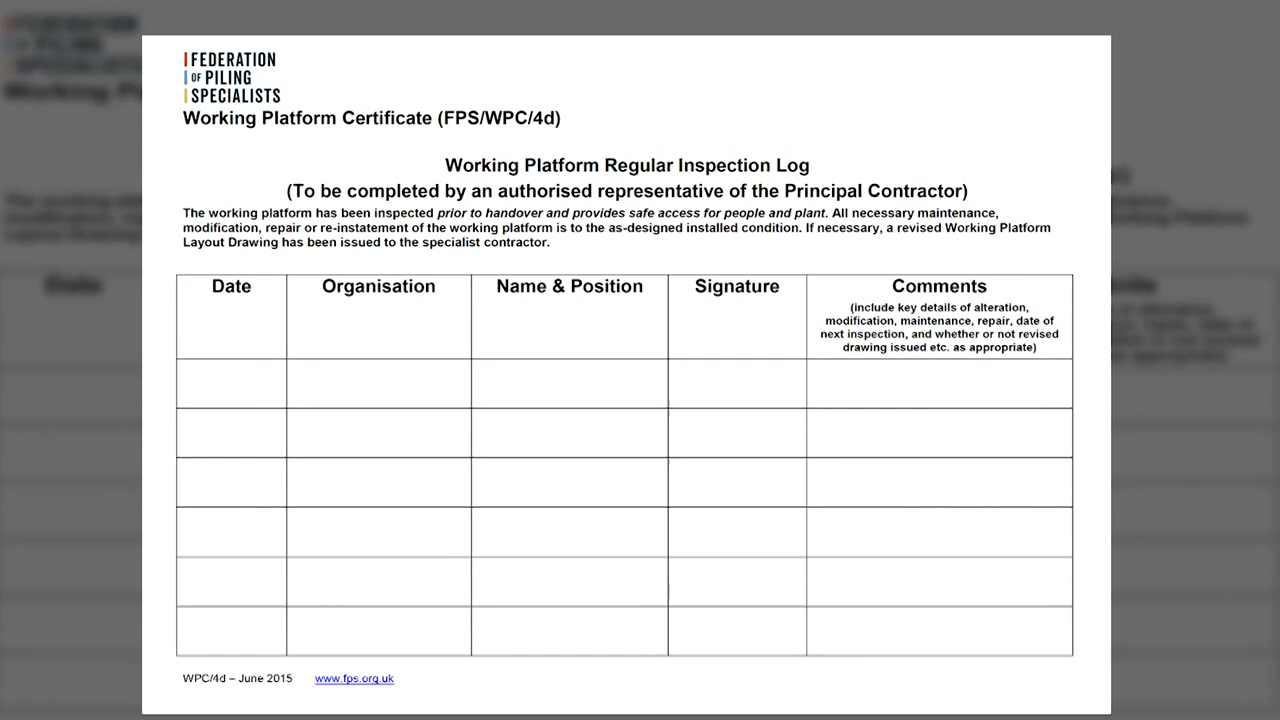 FEDERATION
OF PILING
SPECIALISTS
Working Platform Certificate (FPS/WPC/4d)
Working Platform Regular Inspection Log
(To be completed by an authorised representative of the Principal Contractor)
The working platform has been inspected prior to handover and provides safe access for people and plant. All necessary maintenance,
modification, repair or re-instatement of the working platform is to the as-designed installed condition. If necessary, a revised Working Platform
Layout Drawing has been issued to the specialist contractor.
Date Organisation Name & Position Signature Comments
(include key details of alteration,
modification, maintenance, repair, date of
next inspection, and whether or not revised
drawing issued etc. as appropriate)
WPC/4d – June 2015 www.fps.org.uk